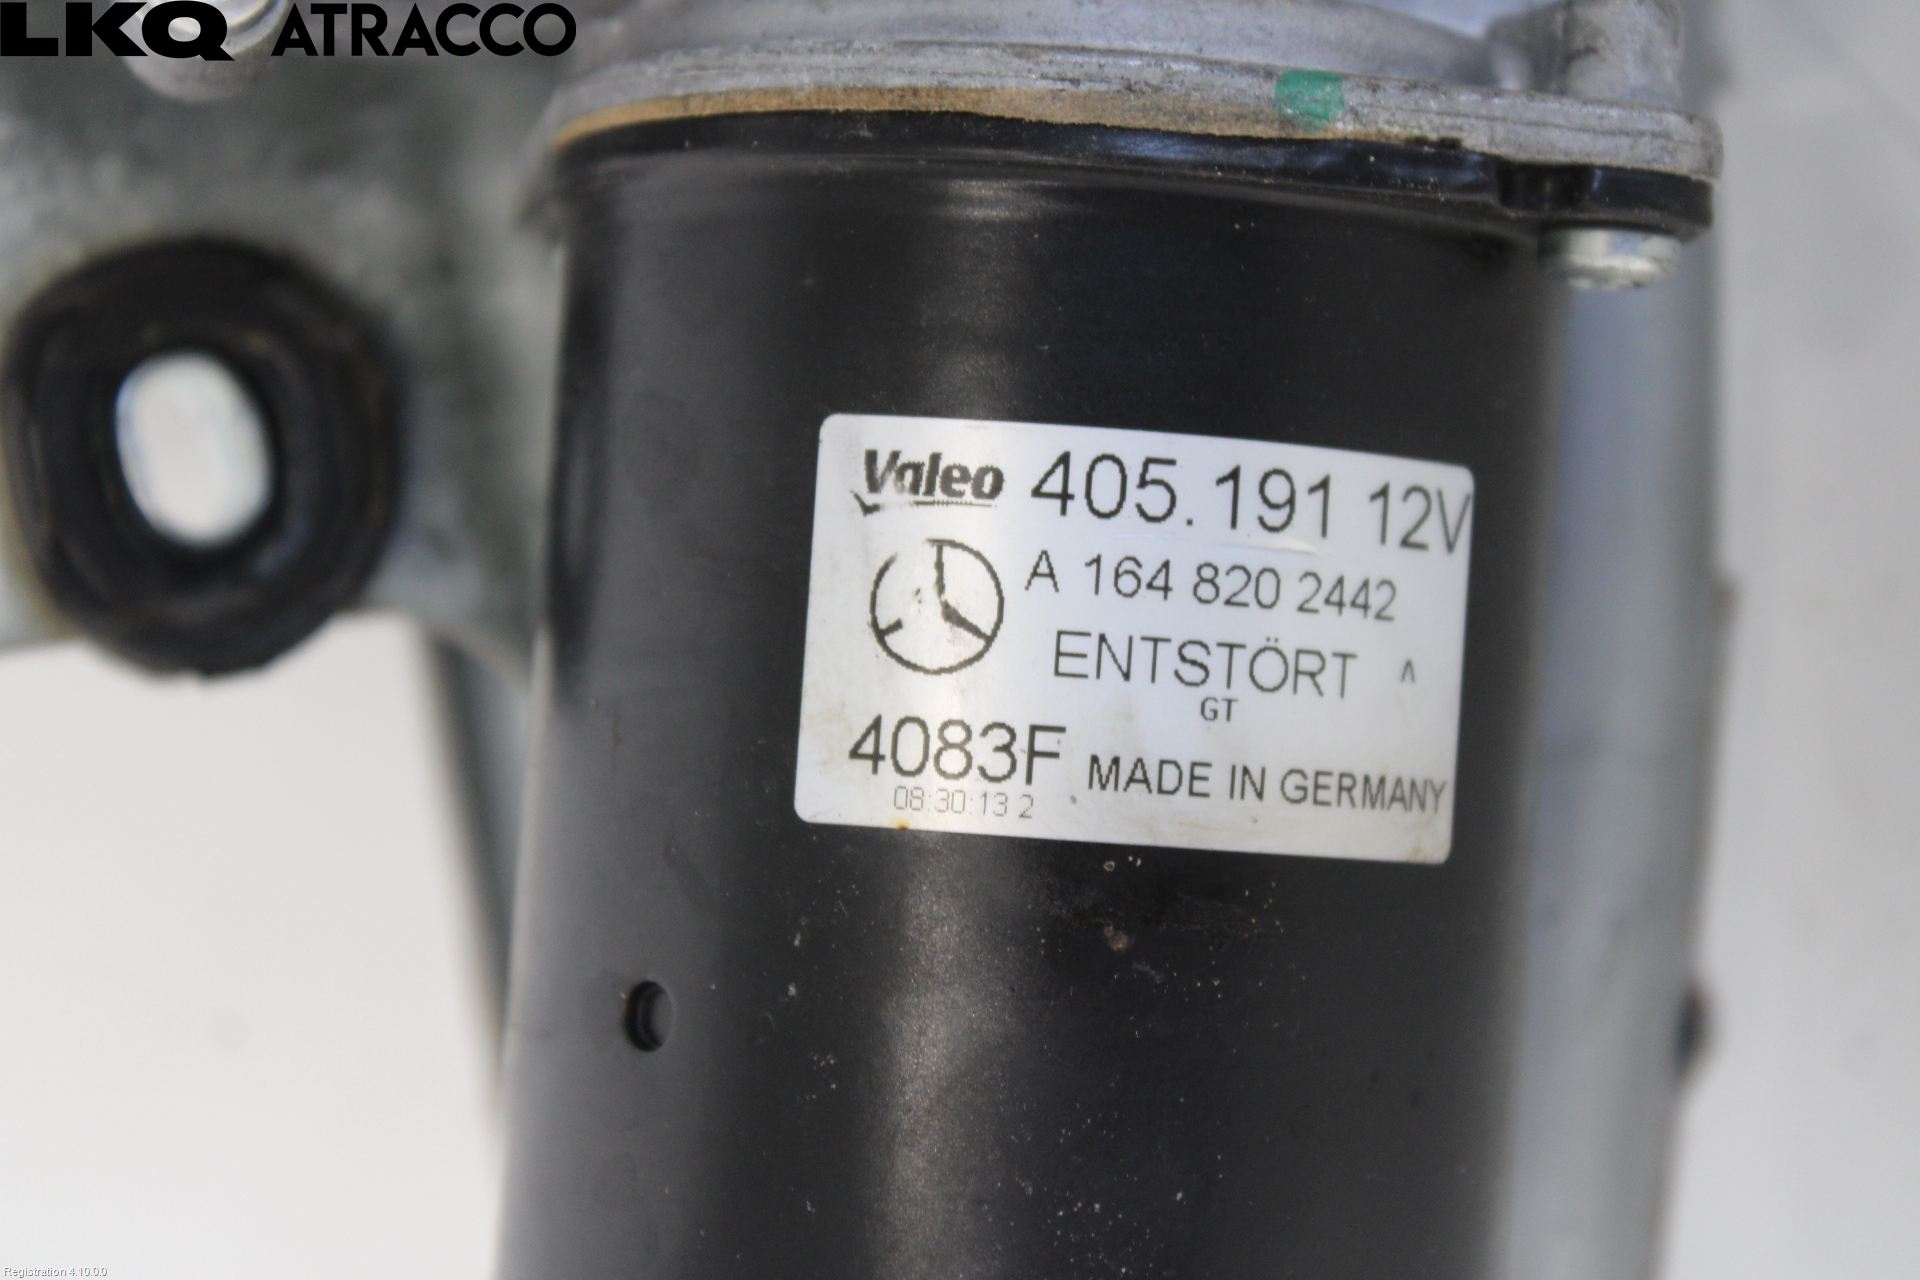 LKQ ATRACCO
Valeo 405.191 12V
A 164 820 2442
ENTSTÖRT ^
GT
4083F MADE IN GERMANY
08:30:13 2
Registration 4.10.0.0